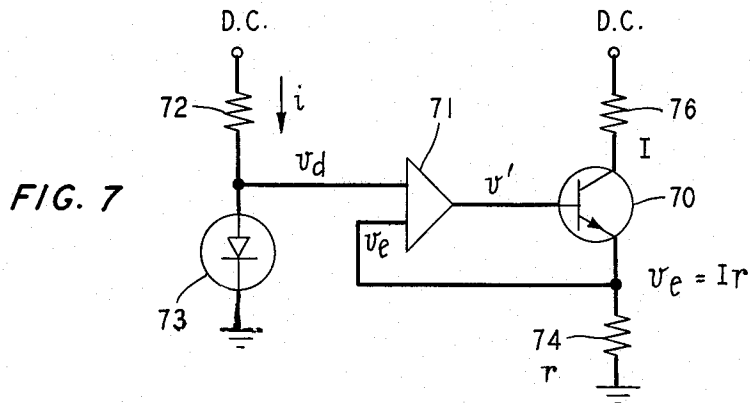 D.C.
D.C.
72
i
71
76
v_d
I
v'
FIG. 7
70
v_e
v_e = Ir
73
74
r